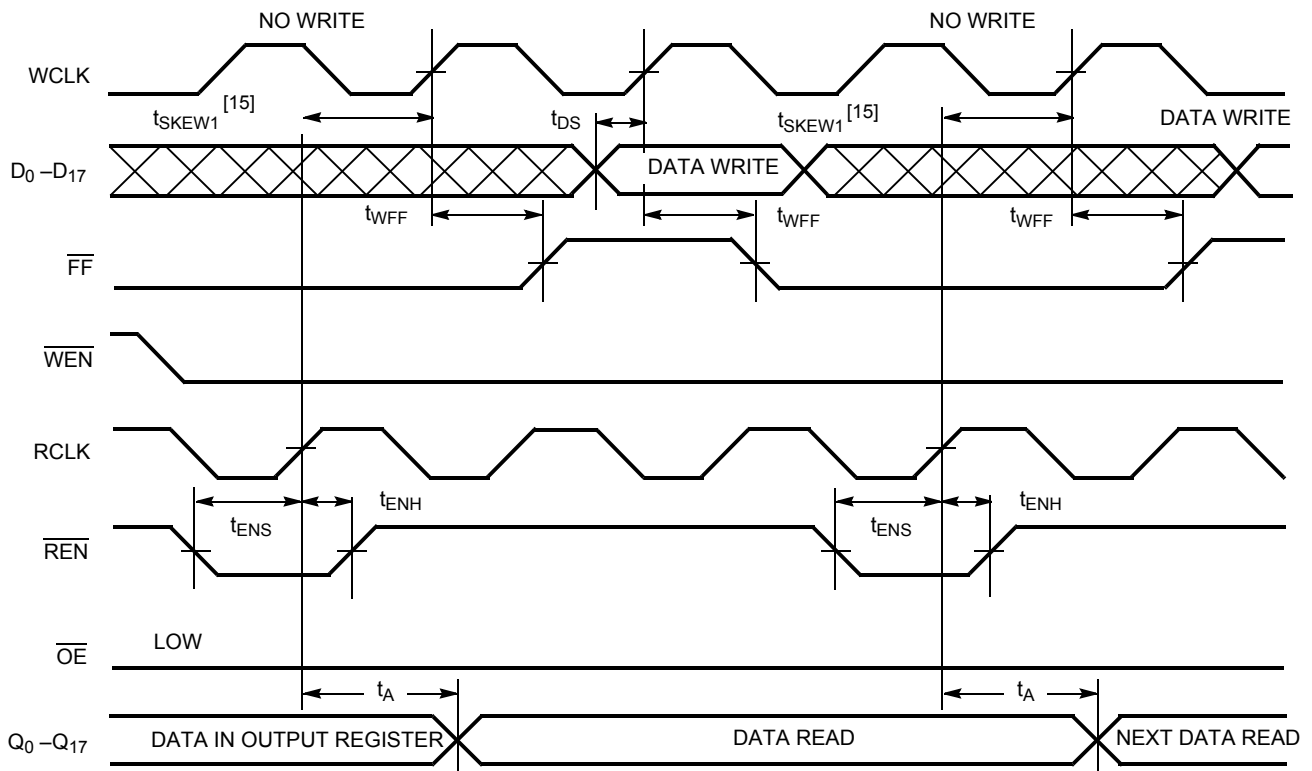 NO WRITE NO WRITE
WCLK
tSKEW1 [15] tDS tSKEW1 [15] DATA WRITE
D0 –D17 DATA WRITE
tWFF tWFF tWFF
FF
WEN
RCLK
tENS tENH tENS tENH
REN
OE LOW
tA tA
Q0 –Q17 DATA IN OUTPUT REGISTER DATA READ NEXT DATA READ